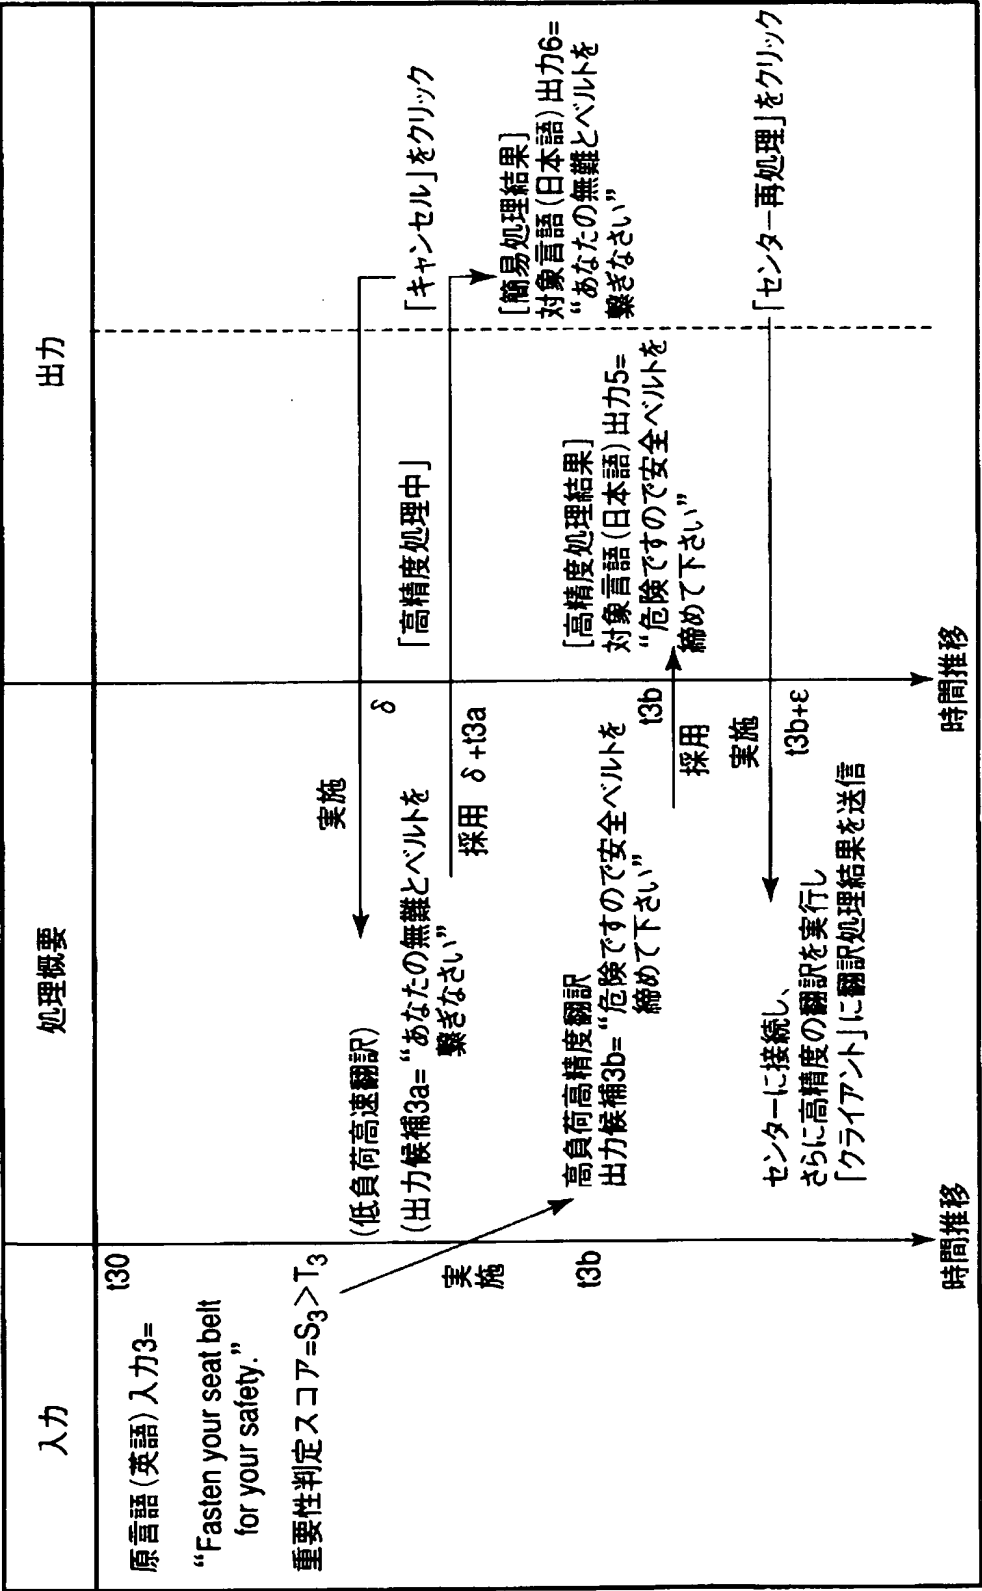 入力
処理概要
出力
原言語(英語)入力3=
“Fasten your seat belt
for your safety.”
重要性判定スコア=S3>T3
t30
実施
t3b
時間推移
(低負荷高速翻訳)
(出力候補3a=“あなたの無難とベルトを
繋ぎなさい”
高負荷高精度翻訳
出力候補3b=“危険ですので安全ベルトを
締めて下さい”
センターに接続し、
さらに高精度の翻訳を実行し
「クライアント」に翻訳処理結果を送信
実施
δ
採用 δ+t3a
t3b
採用
実施
t3b+ε
時間推移
「高精度処理中」
[高精度処理結果]
対象言語(日本語)出力5=
“危険ですので安全ベルトを
締めて下さい”
「キャンセル」をクリック
[簡易処理結果]
対象言語(日本語)出力6=
“あなたの無難とベルトを
繋ぎなさい”
「センター再処理」をクリック